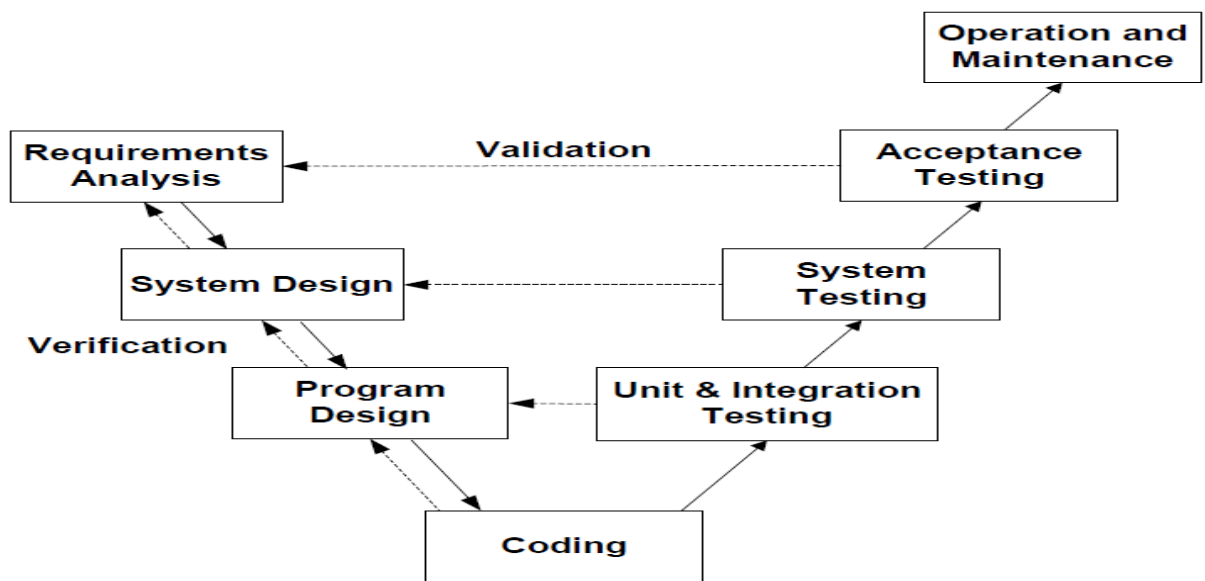 Operation and
Maintenance
Requirements
Analysis
Validation
Acceptance
Testing
System Design
System
Testing
Verification
Program
Design
Unit & Integration
Testing
Coding